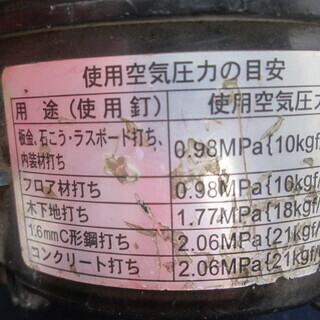 使用空気圧力の目安
用　途（使用釘）　使用空気圧力
板金、石こう・ラスボード打ち、
内装材打ち　0.98MPa{10kgf/
フロア材打ち　0.98MPa{10kgf/
木下地打ち　1.77MPa{18kgf/
1.6mmC形鋼打ち　2.06MPa{21kgf/
コンクリート打ち　2.06MPa{21kgf/